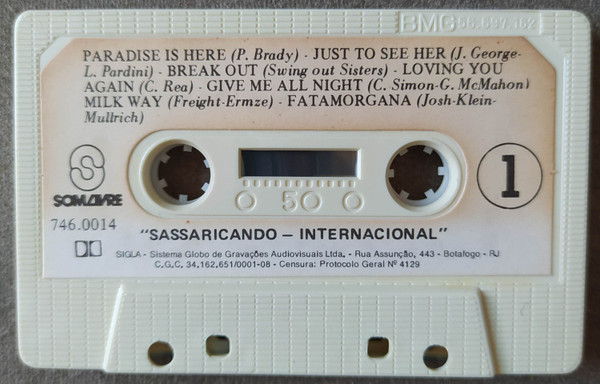 BMG 56.697.162
PARADISE IS HERE (P. Brady) - JUST TO SEE HER (J. George-
L. Pardini) - BREAK OUT (Swing out Sisters) - LOVING YOU
AGAIN (C. Rea) - GIVE ME ALL NIGHT (C. Simon-G. McMahon)
MILK WAY (Freight-Ermze) - FATAMORGANA (Josh-Klein-
Mullrich)
SOM LIVRE
1
50
746.0014
"SASSARICANDO — INTERNACIONAL"
SIGLA - Sistema Globo de Gravações Audiovisuais Ltda. - Rua Assunção, 443 - Botafogo - RJ
C.G.C. 34.162.651/0001-08 - Censura: Protocolo Geral Nº 4129